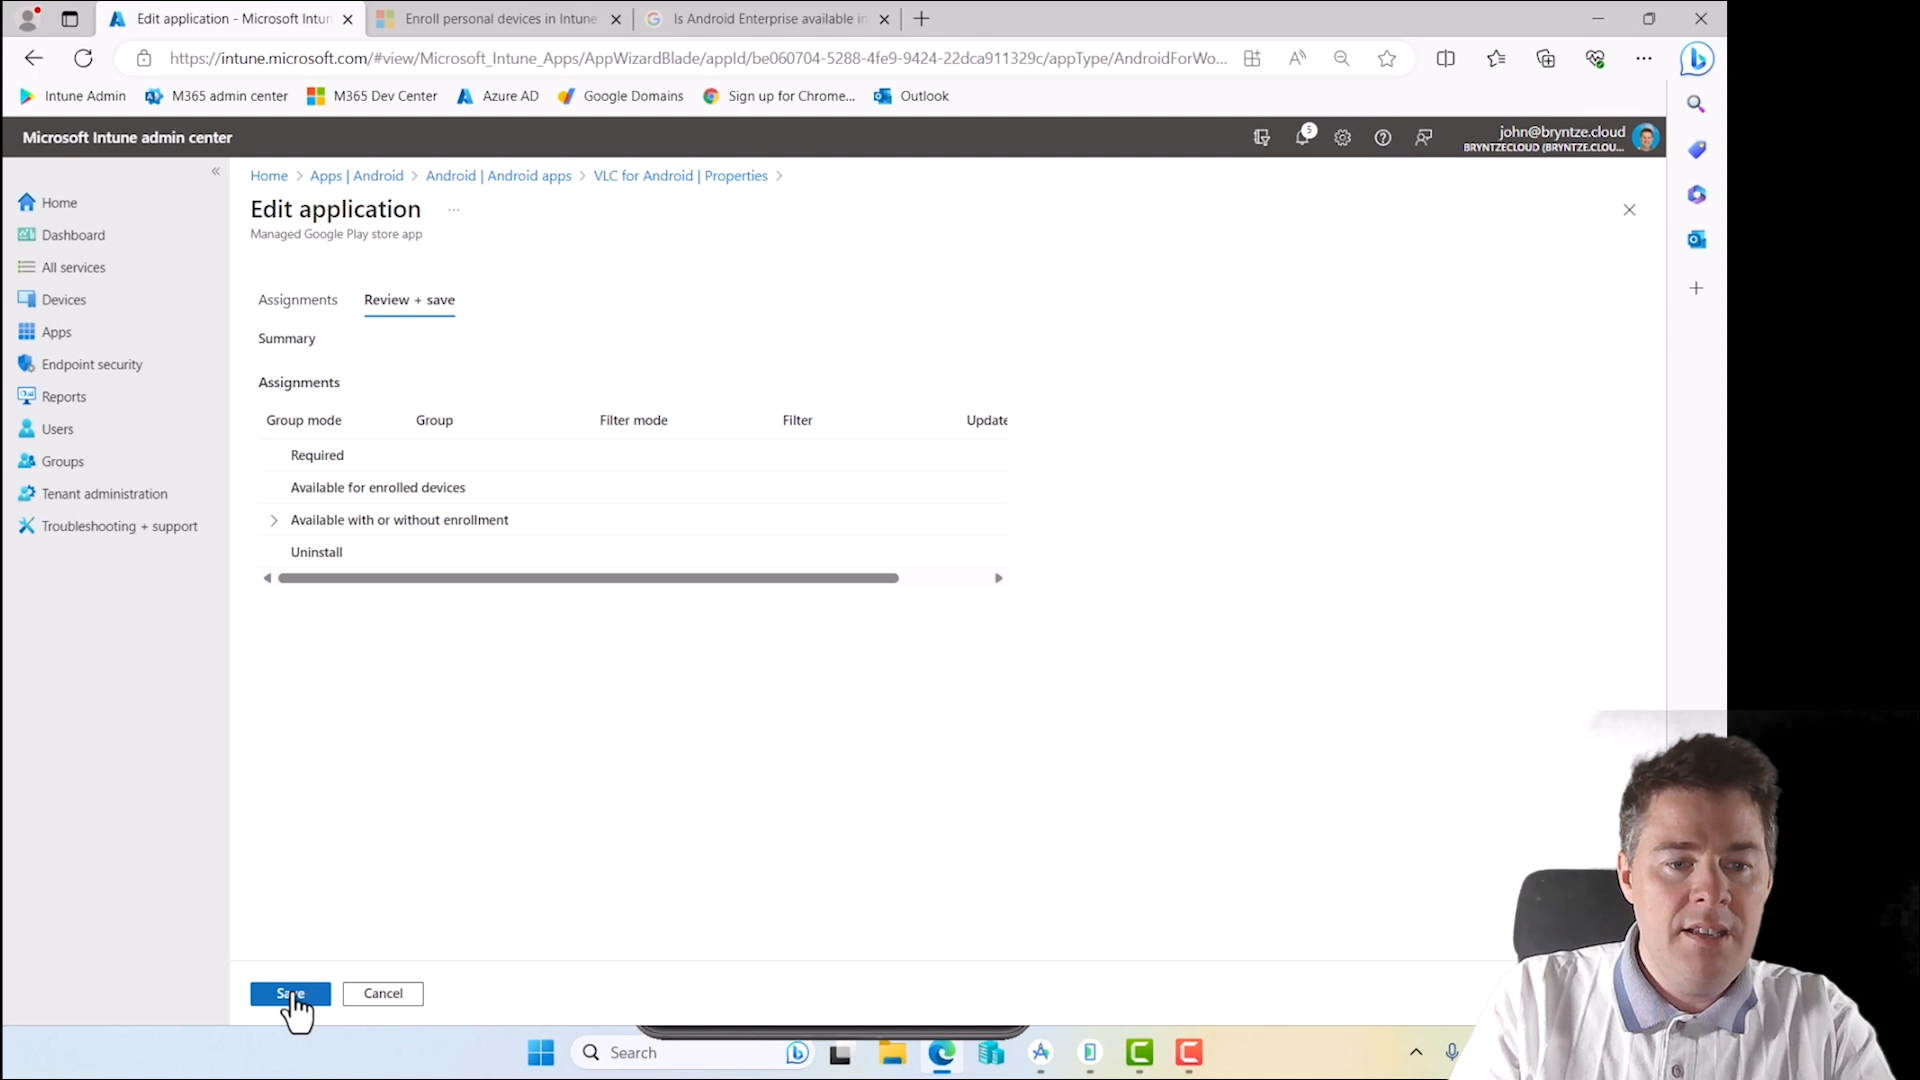 Edit application - Microsoft Intun
Enroll personal devices in Intune
Is Android Enterprise available in
https://intune.microsoft.com/#view/Microsoft_Intune_Apps/AppWizardBlade/appId/be060704-5288-4fe9-9424-22dca911329c/appType/AndroidForWo...
Intune Admin
M365 admin center
M365 Dev Center
Azure AD
Google Domains
Sign up for Chrome...
Outlook
Microsoft Intune admin center
5
john@bryntze.cloud
BRYNTZECLOUD (BRYNTZE.CLOU...
Home
Dashboard
All services
Devices
Apps
Endpoint security
Reports
Users
Groups
Tenant administration
Troubleshooting + support
Home > Apps | Android > Android | Android apps > VLC for Android | Properties >
Edit application ...
Managed Google Play store app
Assignments
Review + save
Summary
Assignments
Group mode Group Filter mode Filter Update
Required
Available for enrolled devices
Available with or without enrollment
Uninstall
Save
Cancel
Search